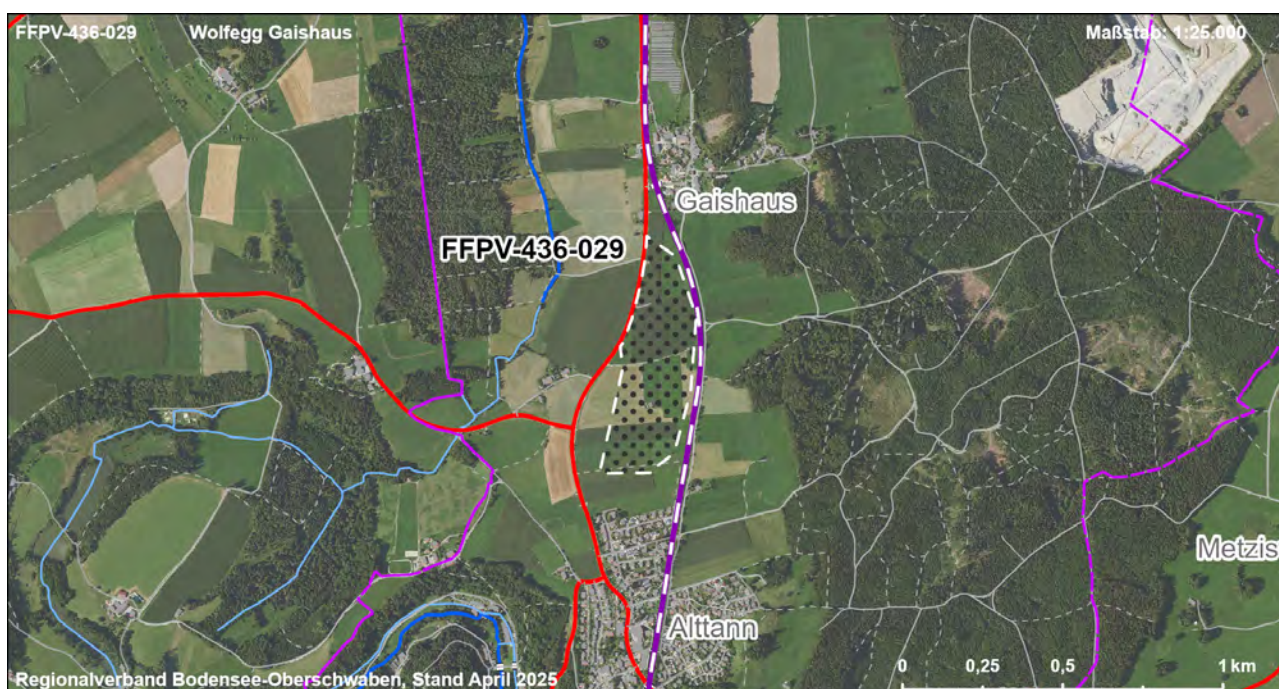 FFPV-436-029 Wolfegg Gaishaus Maßstab: 1:25.000
Gaishaus
FFPV-436-029
Metzis
Alttann
0 0,25 0,5 1 km
Regionalverband Bodensee-Oberschwaben, Stand April 2025